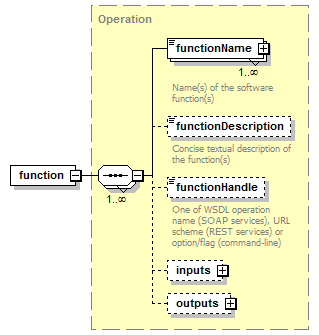 Operation
functionName
1..∞
Name(s) of the software
function(s)
functionDescription
Concise textual description of
the function(s)
function
1..∞
functionHandle
One of WSDL operation
name (SOAP services), URL
scheme (REST services) or
option/flag (command-line)
inputs
outputs